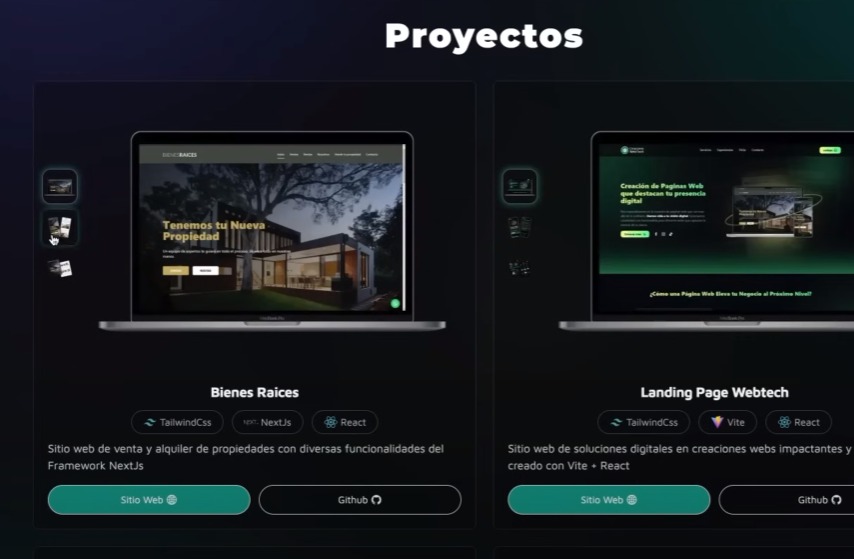 Proyectos
BIENESRAICES
Tenemos tu Nueva
Propiedad
Bienes Raices
TailwindCss
NextJs
React
Sitio web de venta y alquiler de propiedades con diversas funcionalidades del
Framework NextJs
Sitio Web
Github
Creación de Paginas Web
que destacan tu presencia
digital
¿Cómo una Página Web Eleva tu Negocio al Próximo Nivel?
Landing Page Webtech
TailwindCss
Vite
React
Sitio web de soluciones digitales en creaciones webs impactantes y
creado con Vite + React
Sitio Web
Github